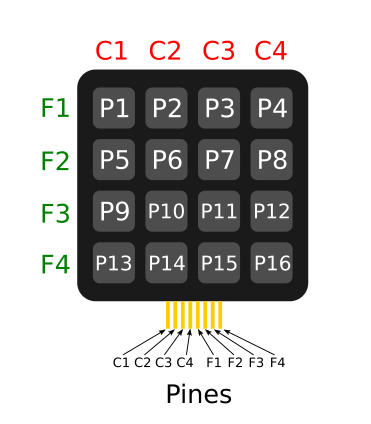 C1 C2 C3 C4
F1 P1 P2 P3 P4
F2 P5 P6 P7 P8
F3 P9 P10 P11 P12
F4 P13 P14 P15 P16
C1 C2 C3 C4 F1 F2 F3 F4
Pines